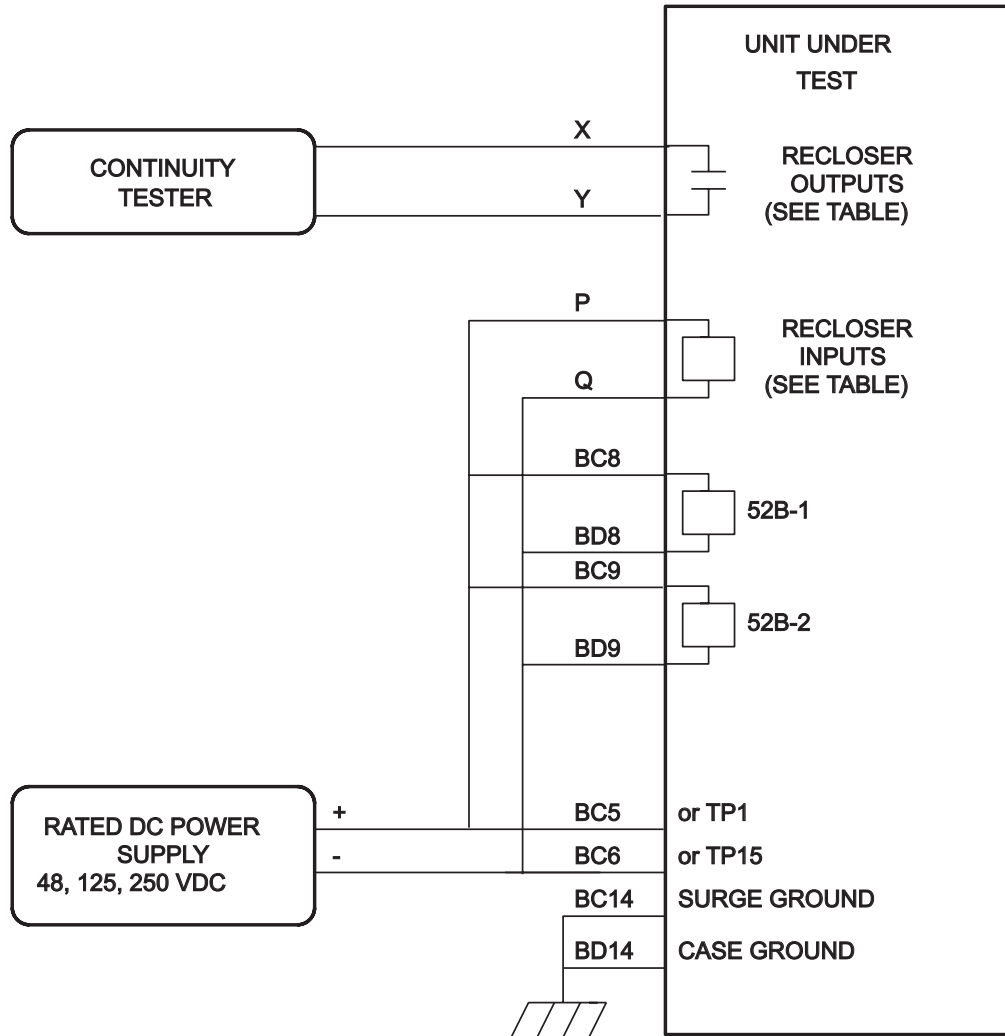 UNIT UNDER
TEST
CONTINUITY
TESTER
X
Y
RECLOSER
OUTPUTS
(SEE TABLE)
P
Q
RECLOSER
INPUTS
(SEE TABLE)
BC8
BD8
52B-1
BC9
BD9
52B-2
RATED DC POWER
SUPPLY
48, 125, 250 VDC
+
-
BC5 or TP1
BC6 or TP15
BC14 SURGE GROUND
BD14 CASE GROUND